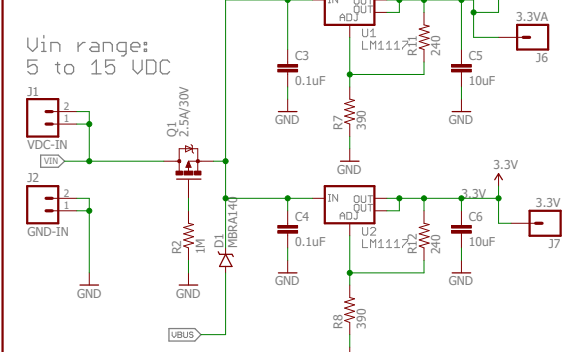 IN
OUT
OUT
ADJ
U1
LM1117
R11
240
3.3VA
J6
Vin range:
5 to 15 VDC
C3
0.1uF
GND
C5
10uF
GND
J1
2
1
VDC-IN
VIN
Q1
2.5A/30V
R7
390
GND
J2
2
1
GND-IN
GND
R2
1M
GND
D1
MBRA140
VBUS
C4
0.1uF
GND
IN
OUT
OUT
ADJ
U2
LM1117
R12
240
R8
390
3.3V
C6
10uF
GND
3.3V
3.3V
J7